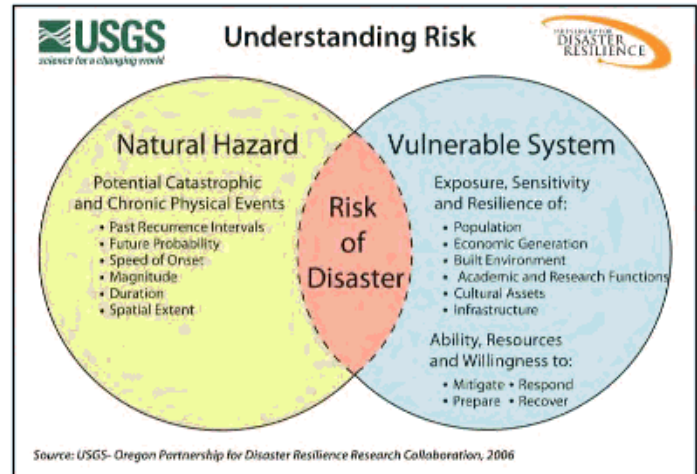 USGS
science for a changing world
Understanding Risk
PARTNERSHIP FOR
DISASTER
RESILIENCE
Natural Hazard
Potential Catastrophic
and Chronic Physical Events
• Past Recurrence Intervals
• Future Probability
• Speed of Onset
• Magnitude
• Duration
• Spatial Extent
Risk
of
Disaster
Vulnerable System
Exposure, Sensitivity
and Resilience of:
• Population
• Economic Generation
• Built Environment
• Academic and Research Functions
• Cultural Assets
• Infrastructure
Ability, Resources
and Willingness to:
• Mitigate • Respond
• Prepare • Recover
Source: USGS- Oregon Partnership for Disaster Resilience Research Collaboration, 2006